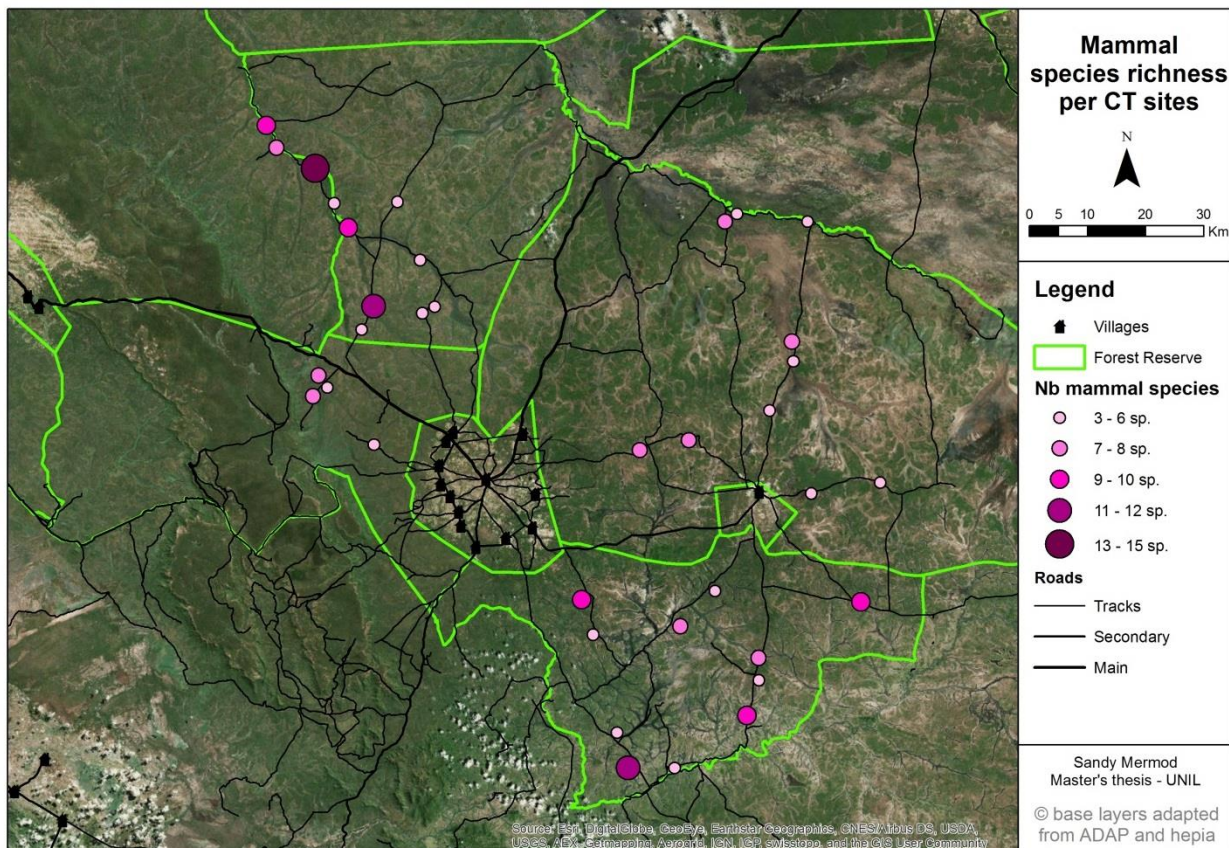 Mammal
species richness
per CT sites
N
0 5 10 20 30
Km
Legend
Villages
Forest Reserve
Nb mammal species
3 - 6 sp.
7 - 8 sp.
9 - 10 sp.
11 - 12 sp.
13 - 15 sp.
Roads
Tracks
Secondary
Main
Sandy Mermod
Master's thesis - UNIL
© base layers adapted
from ADAP and hepia
Source: Esri, DigitalGlobe, GeoEye, Earthstar Geographics, CNES/Airbus DS, USDA,
USGS, AEX, Getmapping, Aerogrid, IGN, IGP, swisstopo, and the GIS User Community